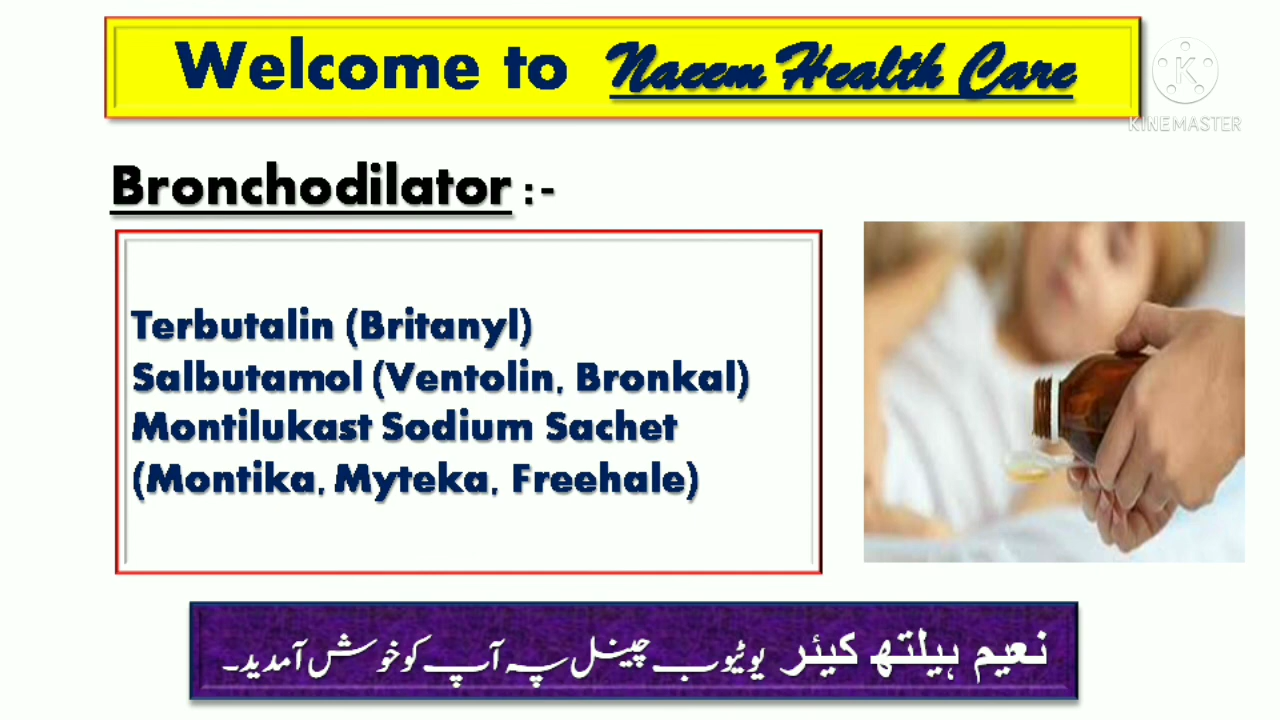 Welcome to Naeem Health Care
KINEMASTER
Bronchodilator :-
Terbutalin (Britanyl)
Salbutamol (Ventolin, Bronkal)
Montilukast Sodium Sachet
(Montika, Myteka, Freehale)
نعیم ہیلتھ کیئر یوٹیوب چینل پہ آپ کو خوش آمدید۔